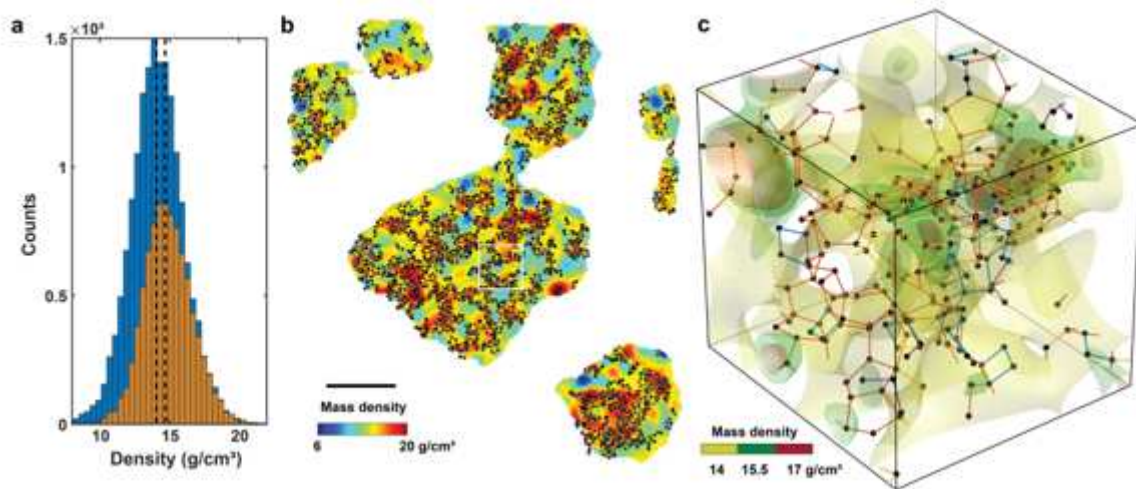 a
×10⁵
1.5
1
0.5
0
Counts
10 15 20
Density (g/cm³)
b
Mass density
6 20 g/cm³
c
Mass density
14 15.5 17 g/cm³